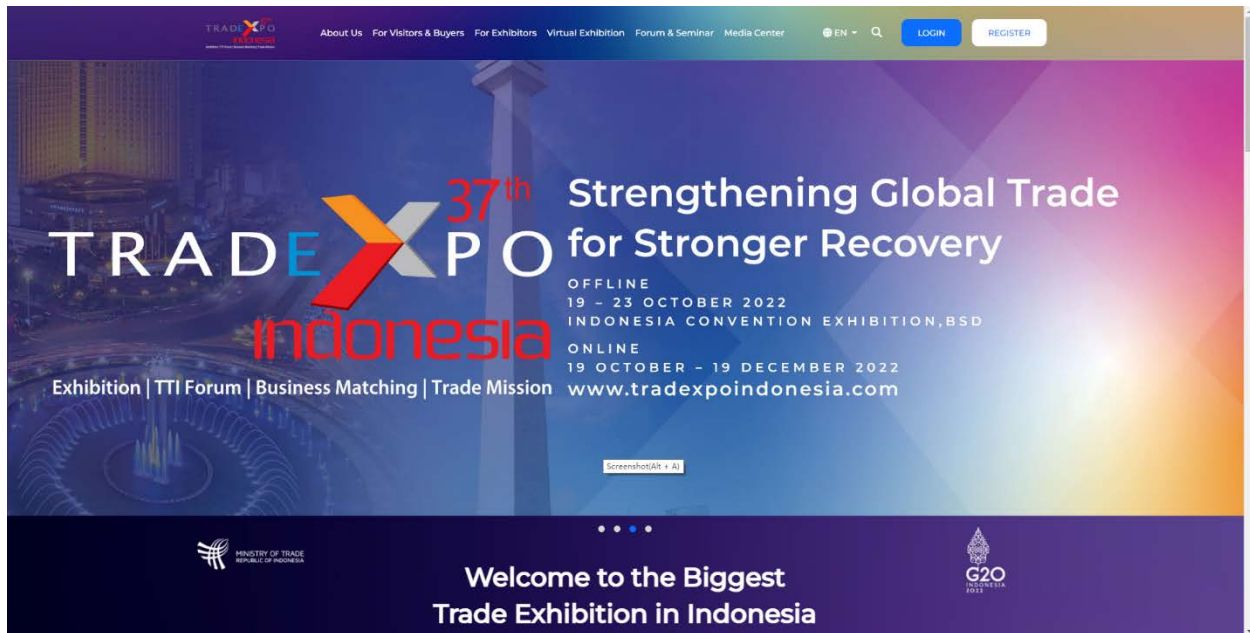 TRADEXPO
indonesia
About Us For Visitors & Buyers For Exhibitors Virtual Exhibition Forum & Seminar Media Center EN LOGIN REGISTER
37th
TRADEXPO
indonesia
Exhibition | TTI Forum | Business Matching | Trade Mission
Strengthening Global Trade
for Stronger Recovery
OFFLINE
19 – 23 OCTOBER 2022
INDONESIA CONVENTION EXHIBITION,BSD
ONLINE
19 OCTOBER – 19 DECEMBER 2022
www.tradexpoindonesia.com
Screenshot(Alt + A)
MINISTRY OF TRADE
REPUBLIC OF INDONESIA
Welcome to the Biggest
Trade Exhibition in Indonesia
G20
INDONESIA
2022